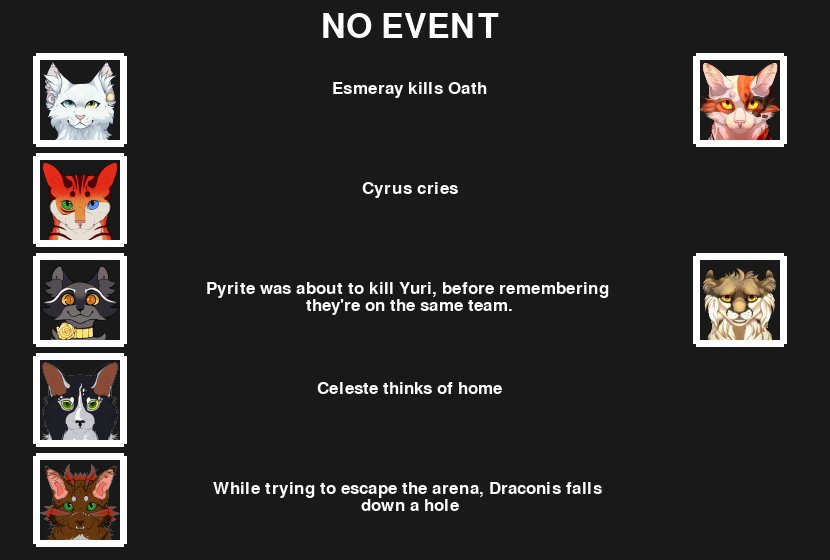 NO EVENT
Esmeray kills Oath
Cyrus cries
Pyrite was about to kill Yuri, before remembering
they're on the same team.
Celeste thinks of home
While trying to escape the arena, Draconis falls
down a hole